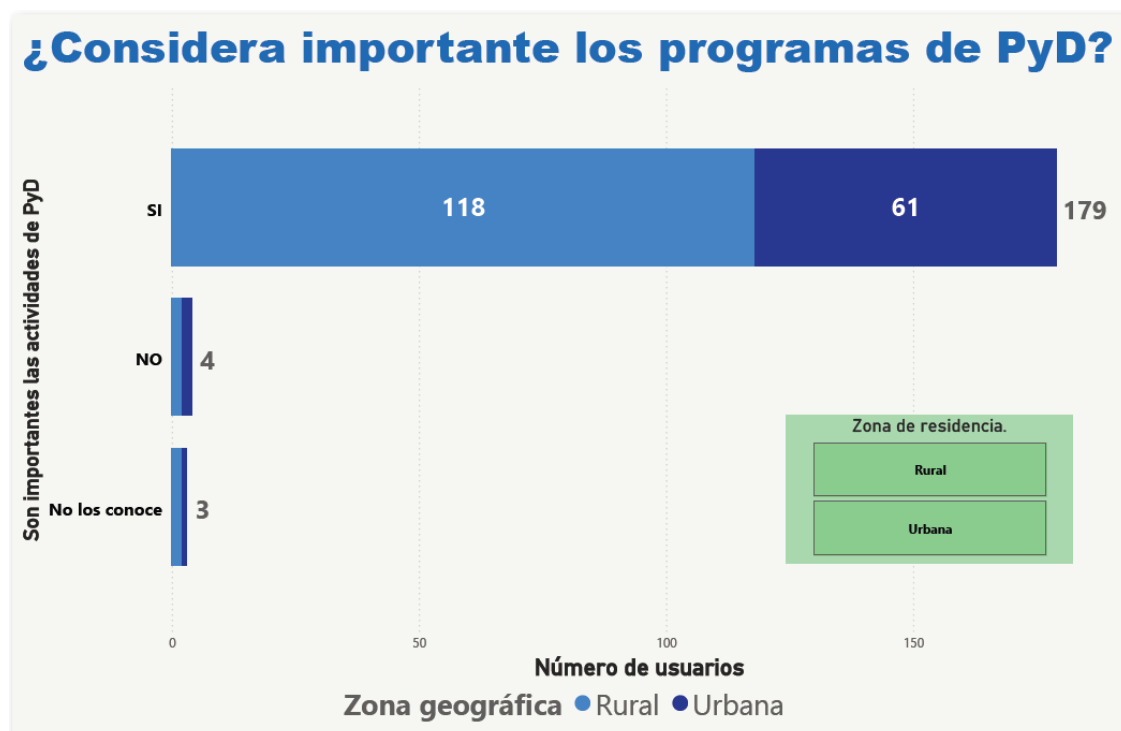 ¿Considera importante los programas de PyD?
Son importantes las actividades de PyD
SI
118
61
179
NO
4
No los conoce
3
Zona de residencia.
Rural
Urbana
0
50
100
150
Número de usuarios
Zona geográfica Rural Urbana